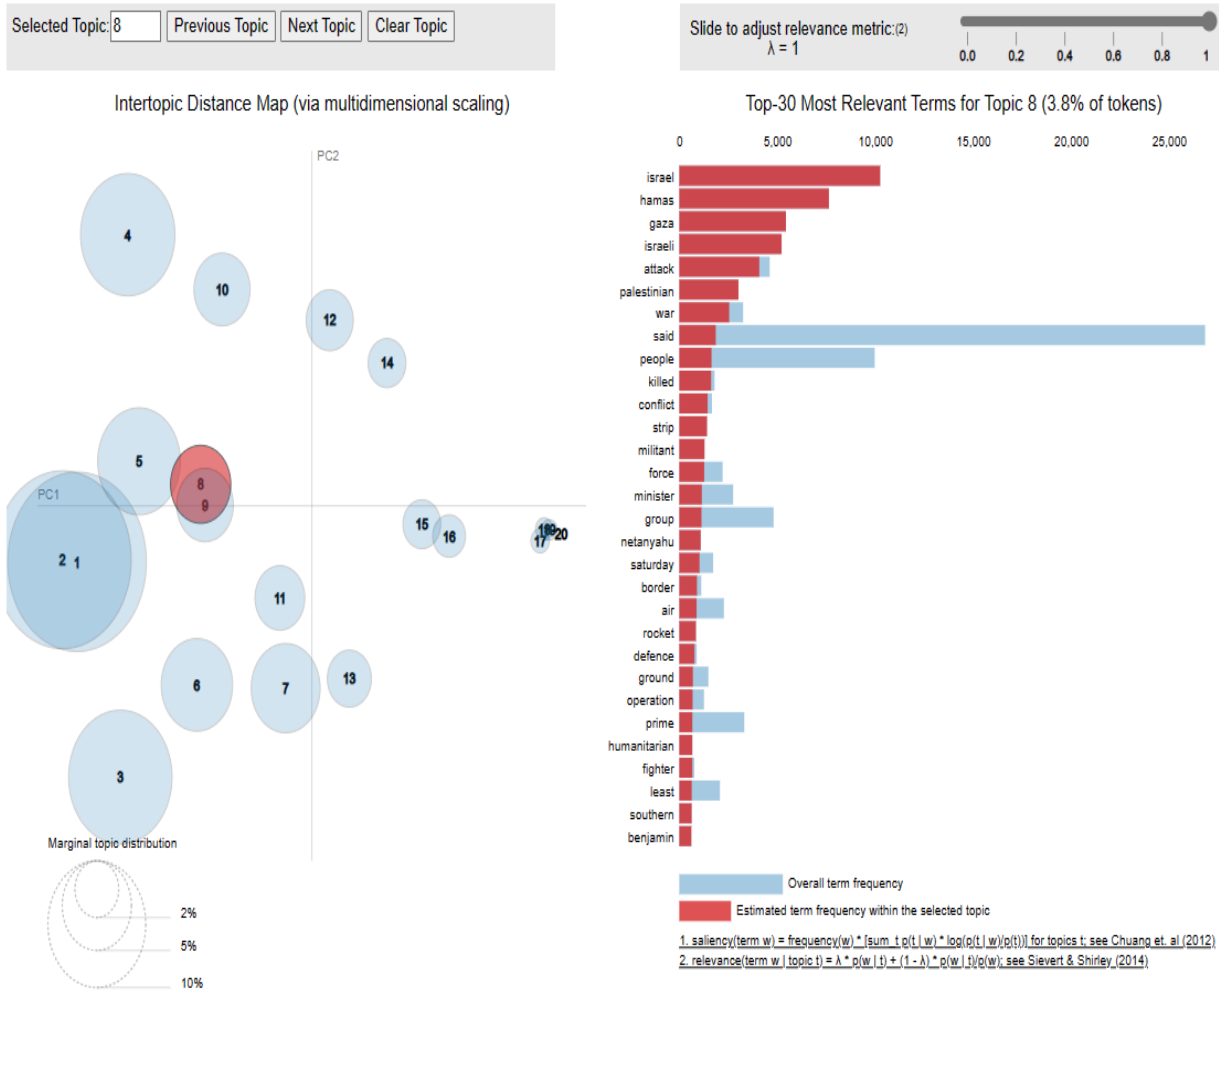 Selected Topic: 8 Previous Topic Next Topic Clear Topic
Slide to adjust relevance metric:(2)
λ = 1
0.0 0.2 0.4 0.6 0.8 1
Intertopic Distance Map (via multidimensional scaling)
PC2
PC1
4
10
12
14
5
8
9
15
16
18
19
20
17
2
1
11
6
7
13
3
Marginal topic distribution
2%
5%
10%
Top-30 Most Relevant Terms for Topic 8 (3.8% of tokens)
0 5,000 10,000 15,000 20,000 25,000
israel
hamas
gaza
israeli
attack
palestinian
war
said
people
killed
conflict
strip
militant
force
minister
group
netanyahu
saturday
border
air
rocket
defence
ground
operation
prime
humanitarian
fighter
least
southern
benjamin
Overall term frequency
Estimated term frequency within the selected topic
1. saliency(term w) = frequency(w) * [sum_t p(t | w) * log(p(t | w)/p(t))] for topics t; see Chuang et. al (2012)
2. relevance(term w | topic t) = λ * p(w | t) + (1 - λ) * p(w | t)/p(w); see Sievert & Shirley (2014)